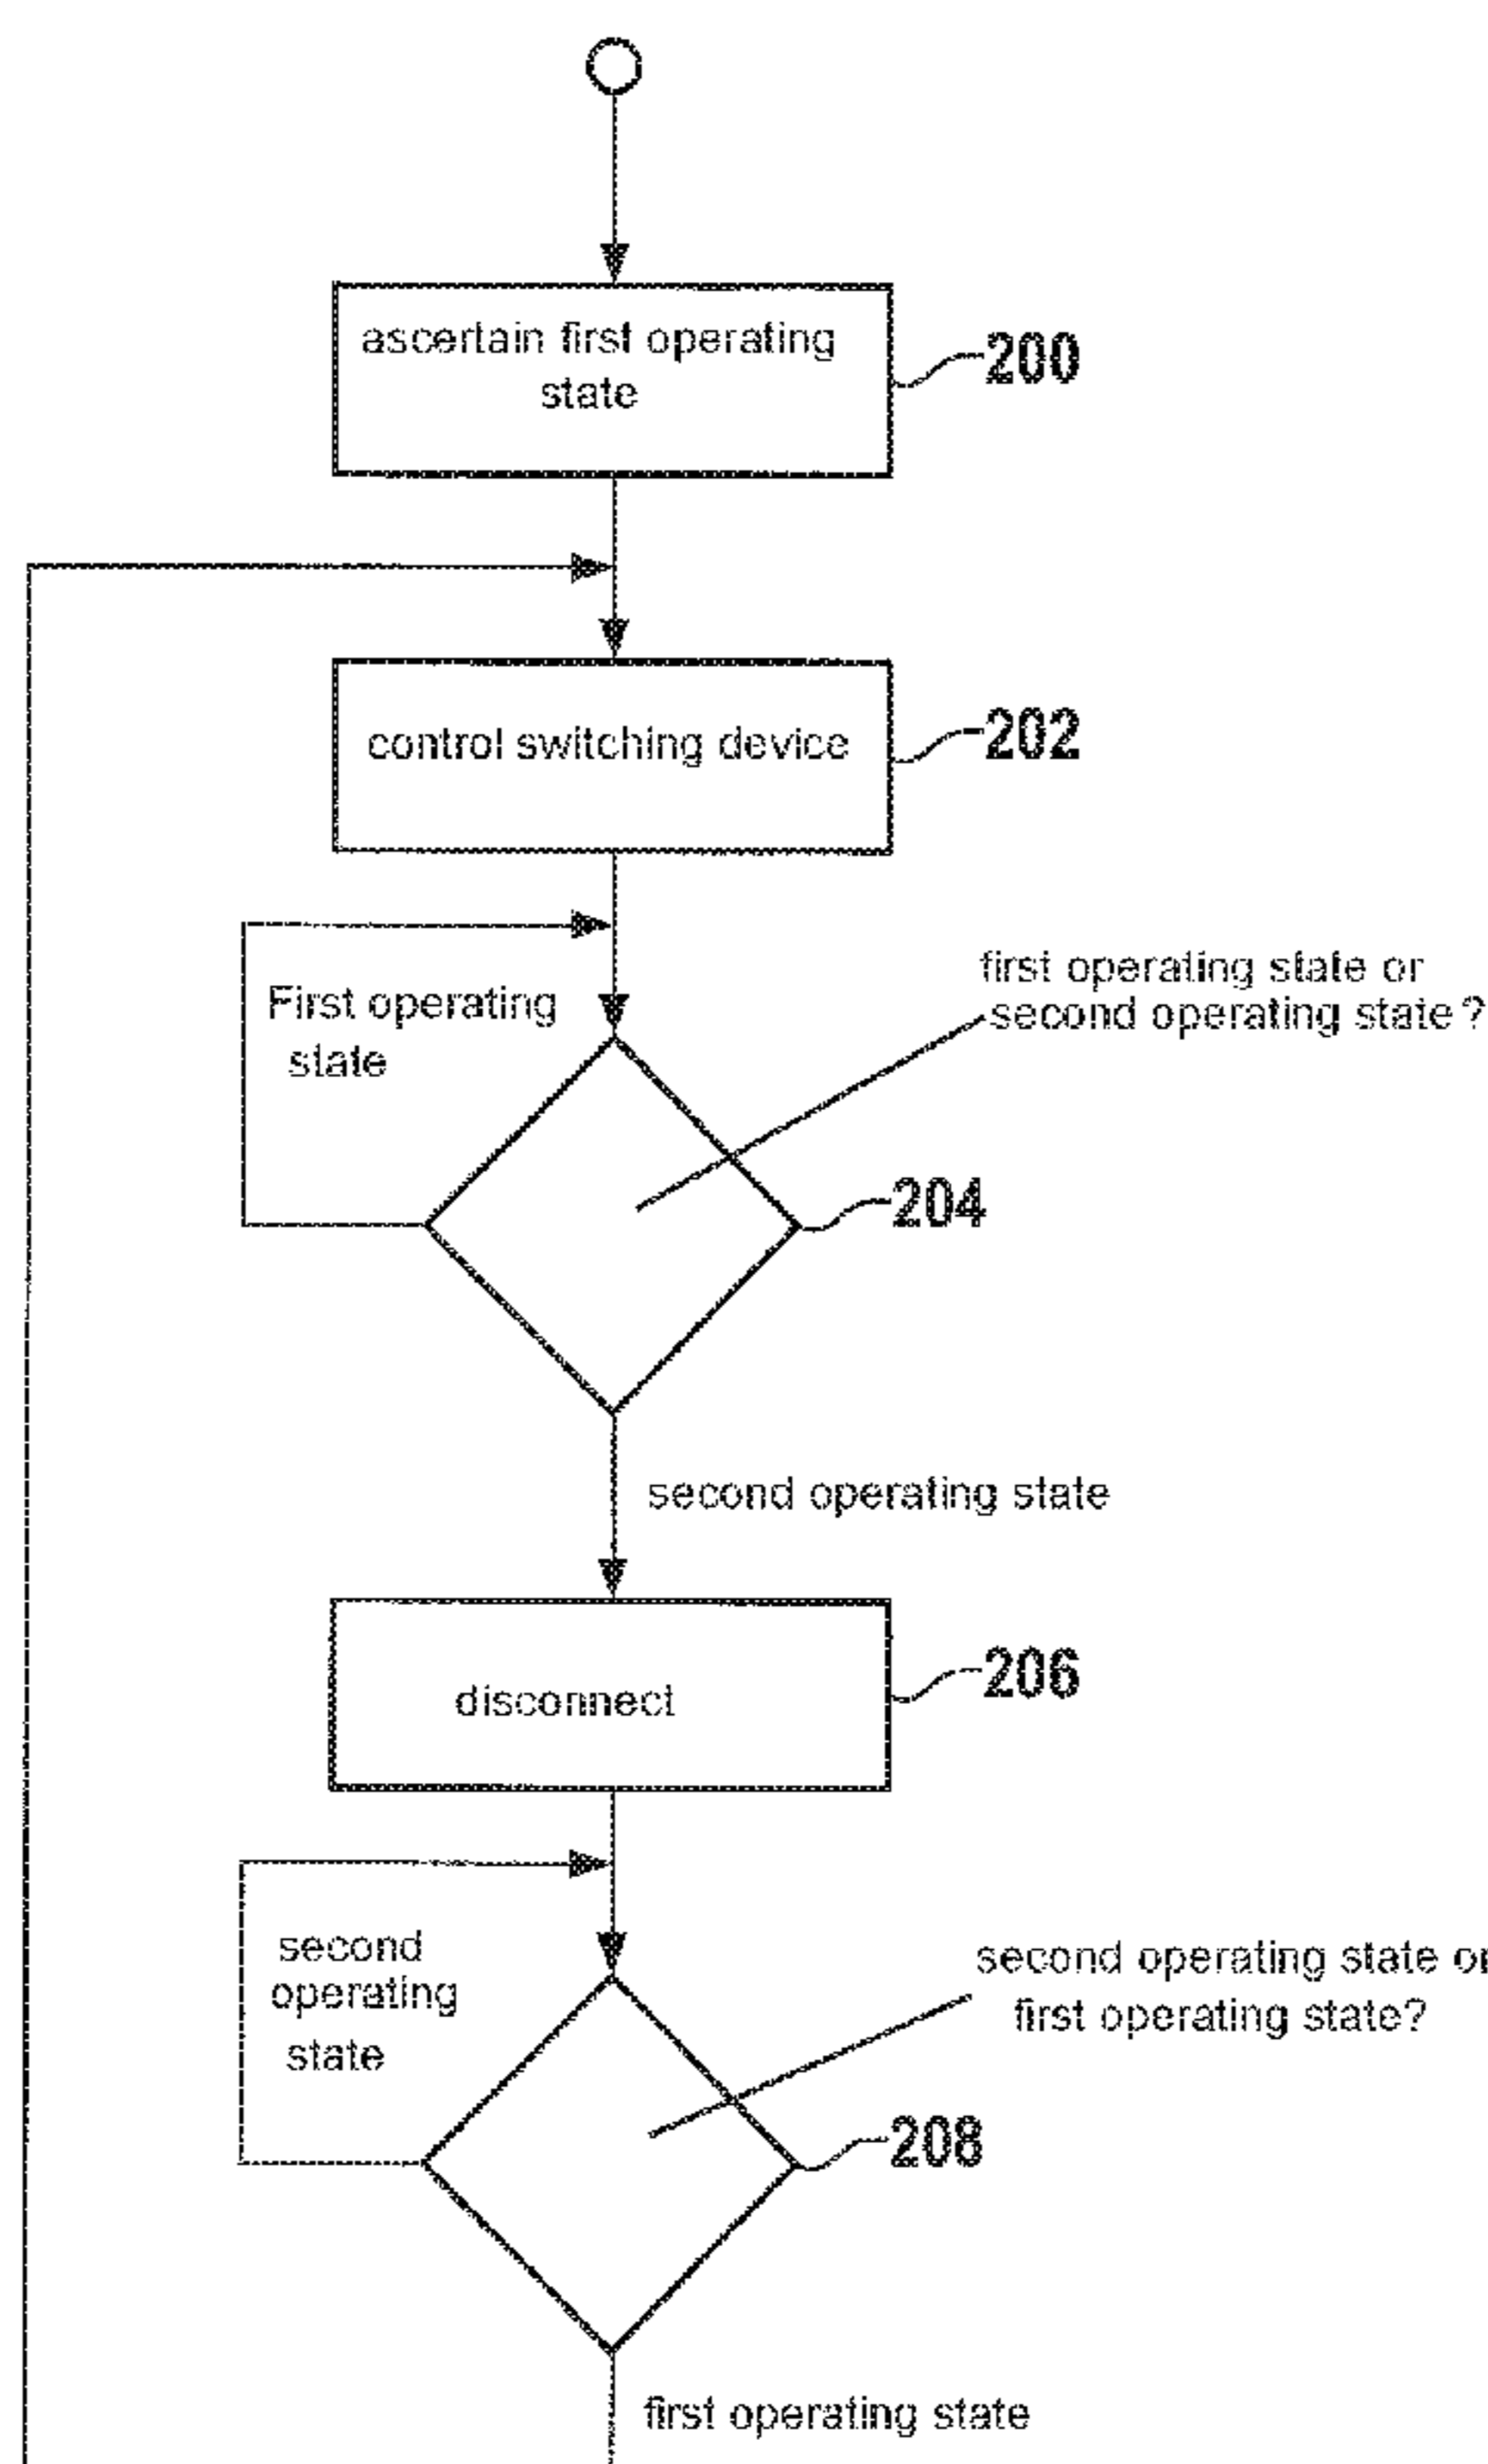 ascertain first operating
state
200
control switching device
202
First operating
state
first operating state or
second operating state?
204
second operating state
disconnect
206
second
operating
state
second operating state or
first operating state?
208
first operating state